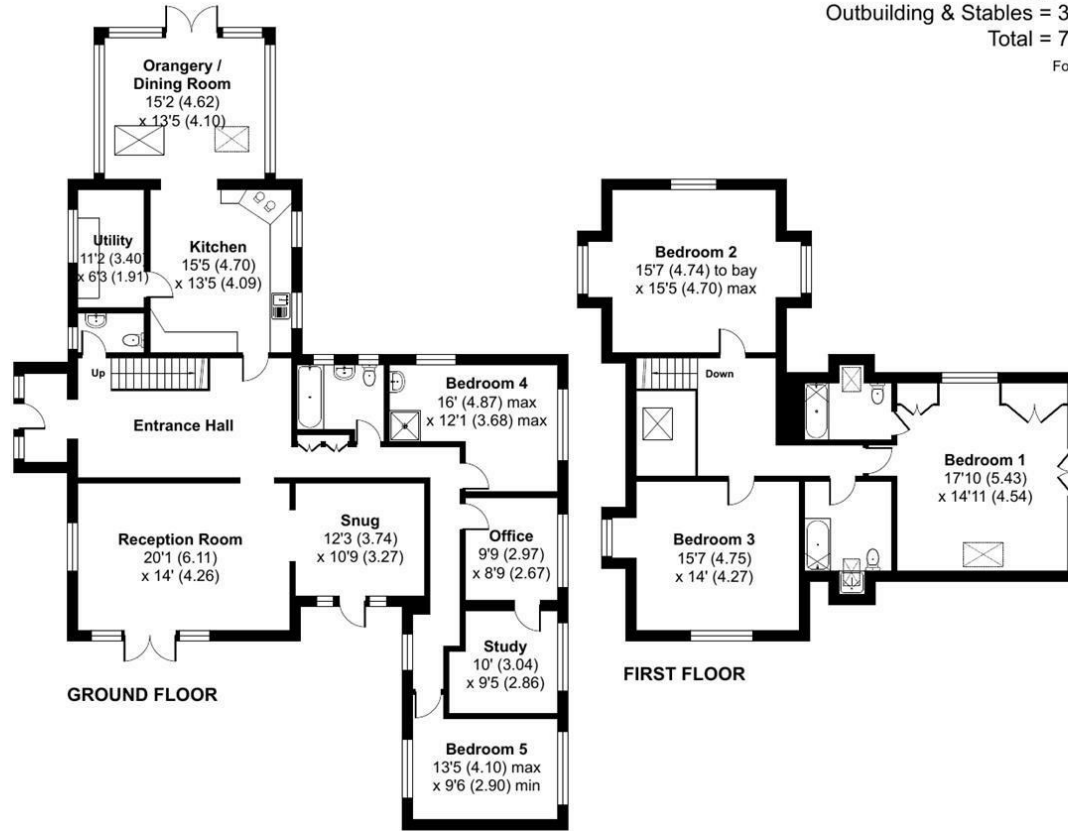 Outbuilding & Stables = 3
Total = 7
Fo
Orangery /
Dining Room
15'2 (4.62)
x 13'5 (4.10)
Utility
11'2 (3.40)
x 6'3 (1.91)
Kitchen
15'5 (4.70)
x 13'5 (4.09)
Up
Entrance Hall
Bedroom 4
16' (4.87) max
x 12'1 (3.68) max
Reception Room
20'1 (6.11)
x 14' (4.26)
Snug
12'3 (3.74)
x 10'9 (3.27)
Office
9'9 (2.97)
x 8'9 (2.67)
Study
10' (3.04)
x 9'5 (2.86)
Bedroom 5
13'5 (4.10) max
x 9'6 (2.90) min
GROUND FLOOR
Bedroom 2
15'7 (4.74) to bay
x 15'5 (4.70) max
Down
Bedroom 1
17'10 (5.43)
x 14'11 (4.54)
Bedroom 3
15'7 (4.75)
x 14' (4.27)
FIRST FLOOR